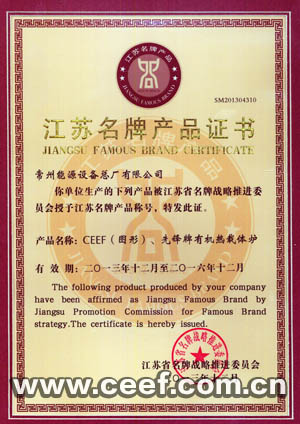 江苏名牌产品
JIANGSU FAMOUS BRAND
SM201304310
江苏名牌产品证书
JIANGSU FAMOUS BRAND CERTIFICATE
常州能源设备总厂有限公司
你单位生产的下列产品被江苏省名牌战略推进委
员会授予江苏名牌产品称号，特发此证。
产品名称：CEEF（图形）、先锋牌有机热载体炉
有 效 期：二〇一三年十二月至二〇一六年十二月
The following product produced by your company
have been affirmed as Jiangsu Famous Brand by
Jiangsu Promotion Commission for Famous Brand
strategy.The certificate is hereby issued.
江苏省名牌战略推进委员会
www.ceef.com.cn